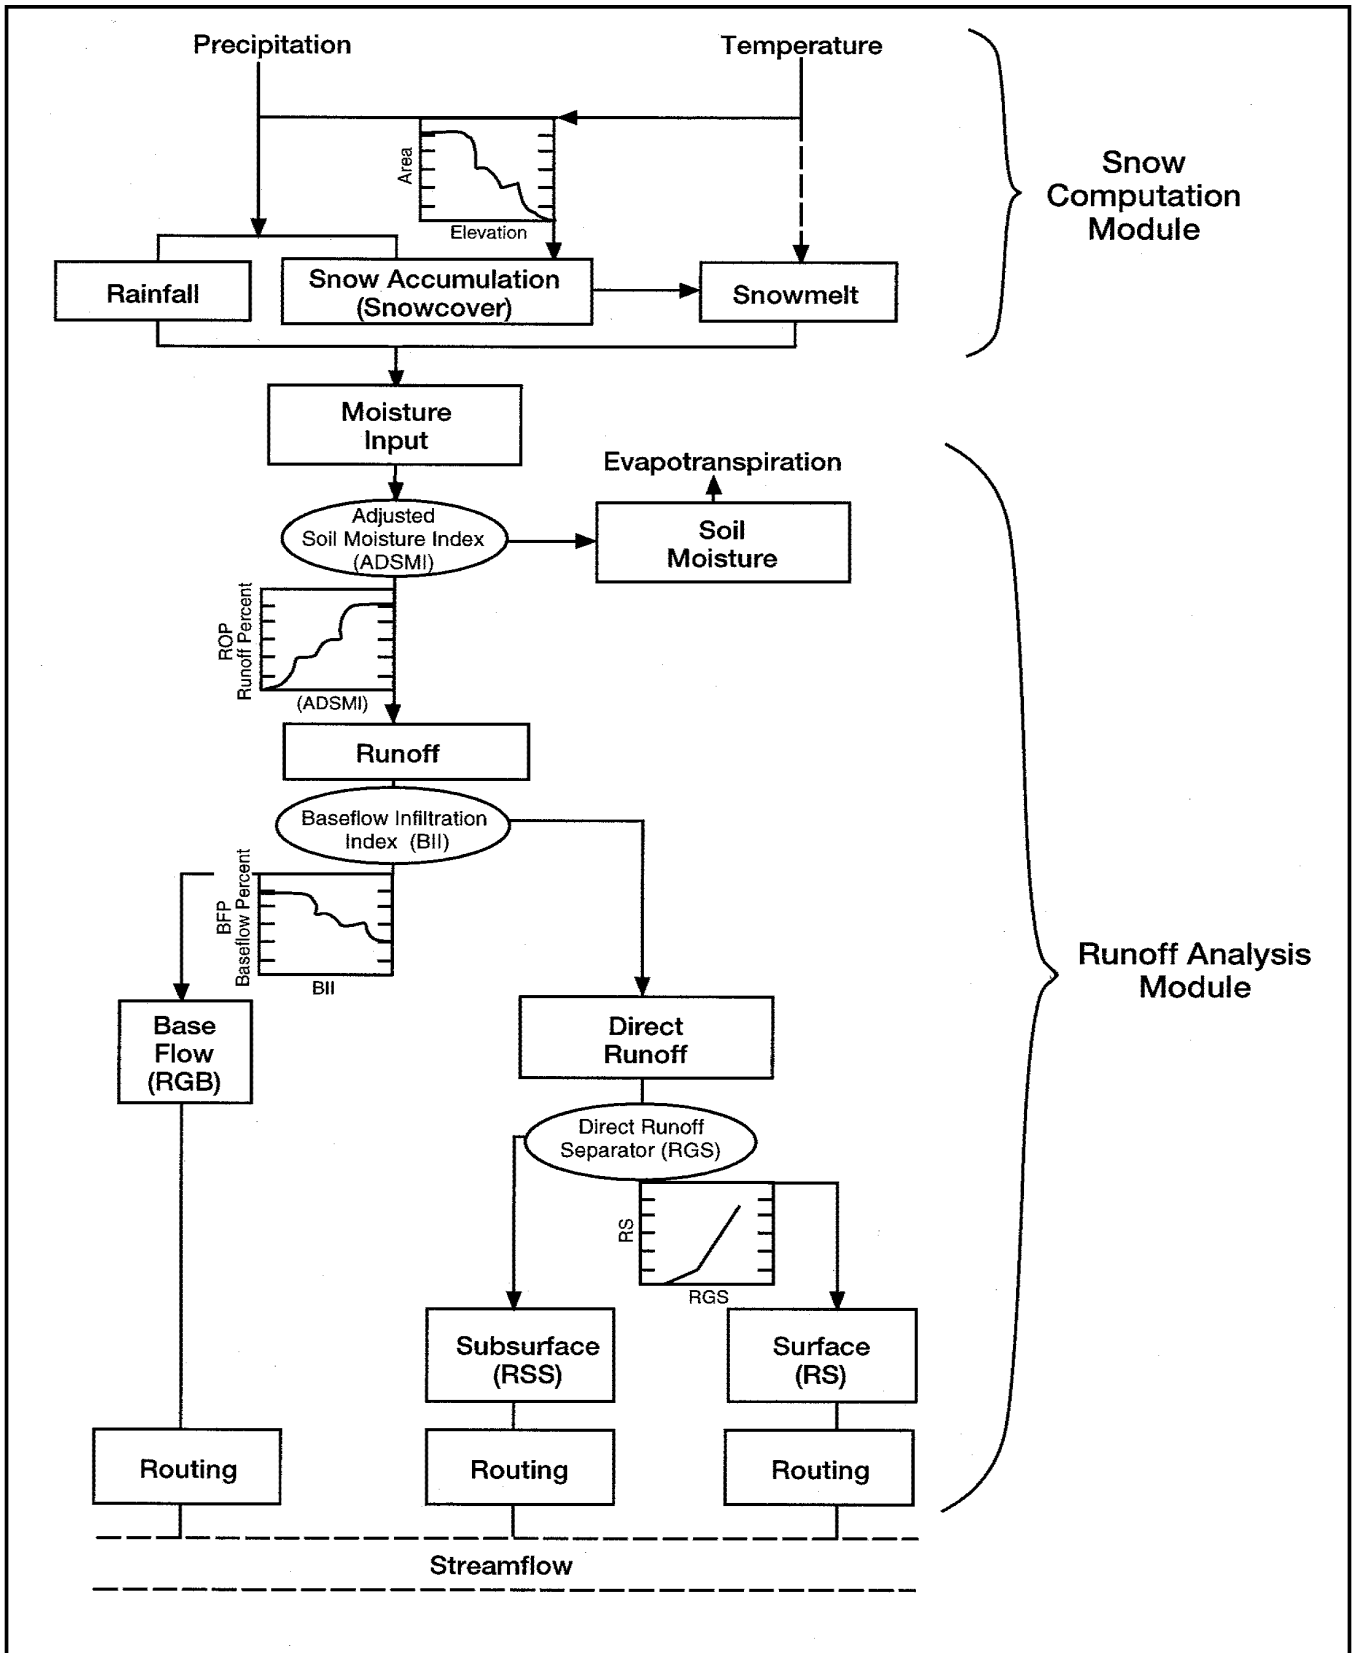 Precipitation
Temperature
Area
Elevation
Snow
Computation
Module
Rainfall
Snow Accumulation
(Snowcover)
Snowmelt
Moisture
Input
Evapotranspiration
Adjusted
Soil Moisture Index
(ADSMI)
Soil
Moisture
ROP
Runoff Percent
(ADSMI)
Runoff
Baseflow Infiltration
Index (BII)
BFP
Baseflow Percent
BII
Runoff Analysis
Module
Base
Flow
(RGB)
Direct
Runoff
Direct Runoff
Separator (RGS)
RS
RGS
Subsurface
(RSS)
Surface
(RS)
Routing
Routing
Routing
Streamflow